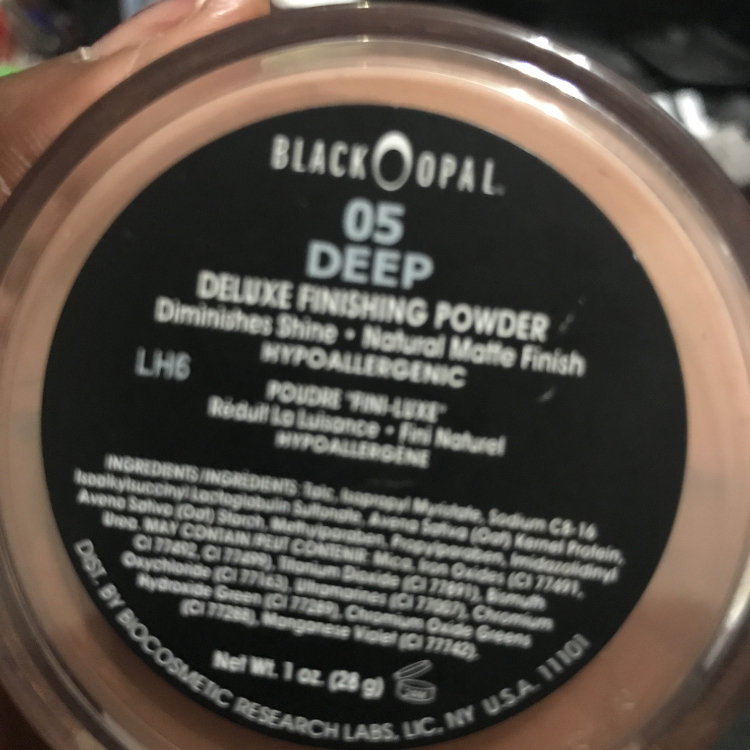 BLACK OPAL
05
DEEP
DELUXE FINISHING POWDER
Diminishes Shine • Natural Matte Finish
HYPOALLERGENIC
LH6
POUDRE "FINI-LUXE"
Réduit La Luisance • Fini Naturel
HYPOALLERGÈNE
INGREDIENTS/INGRÉDIENTS: Talc, Isopropyl Myristate, Sodium C8-16
Isoalkylsuccinyl Lactoglobulin Sulfonate, Avena Sativa (Oat) Kernel Protein,
Avena Sativa (Oat) Starch, Methylparaben, Propylparaben, Imidazolidinyl
Urea. MAY CONTAIN/PEUT CONTENIR: Mica, Iron Oxides (CI 77491,
CI 77492, CI 77499), Titanium Dioxide (CI 77891), Bismuth
Oxychloride (CI 77163), Ultramarines (CI 77007), Chromium
Hydroxide Green (CI 77289), Chromium Oxide Greens
(CI 77288), Manganese Violet (CI 77742).
Net Wt. 1 oz. (28 g)
DIST. BY BIOCOSMETIC RESEARCH LABS, LIC, NY U.S.A. 11101